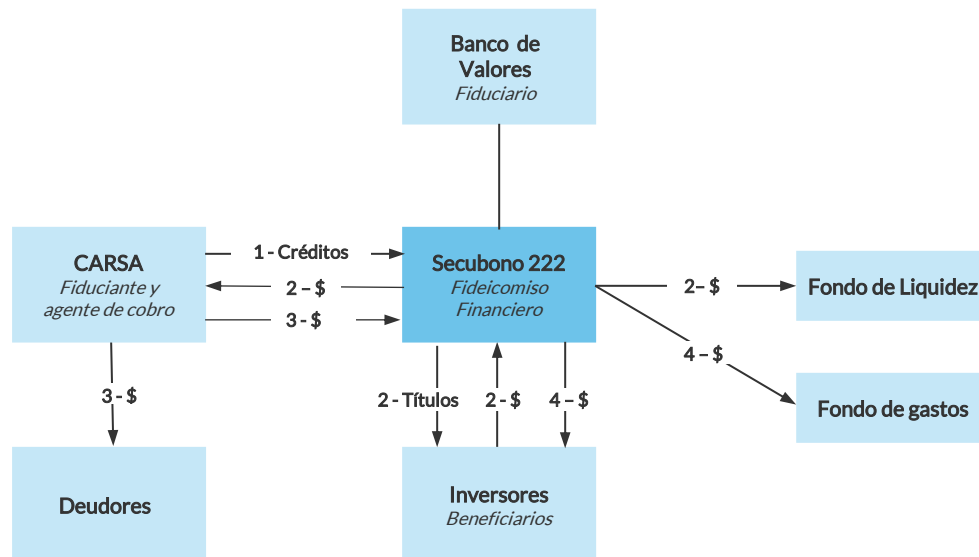 Banco de
Valores
Fiduciario
CARSA
Fiduciante y
agente de cobro
1 - Créditos
2 – $
3 - $
Secubono 222
Fideicomiso
Financiero
2– $
Fondo de Liquidez
4 – $
Fondo de gastos
3 - $
2 - Títulos
2 - $
4 – $
Deudores
Inversores
Beneficiarios